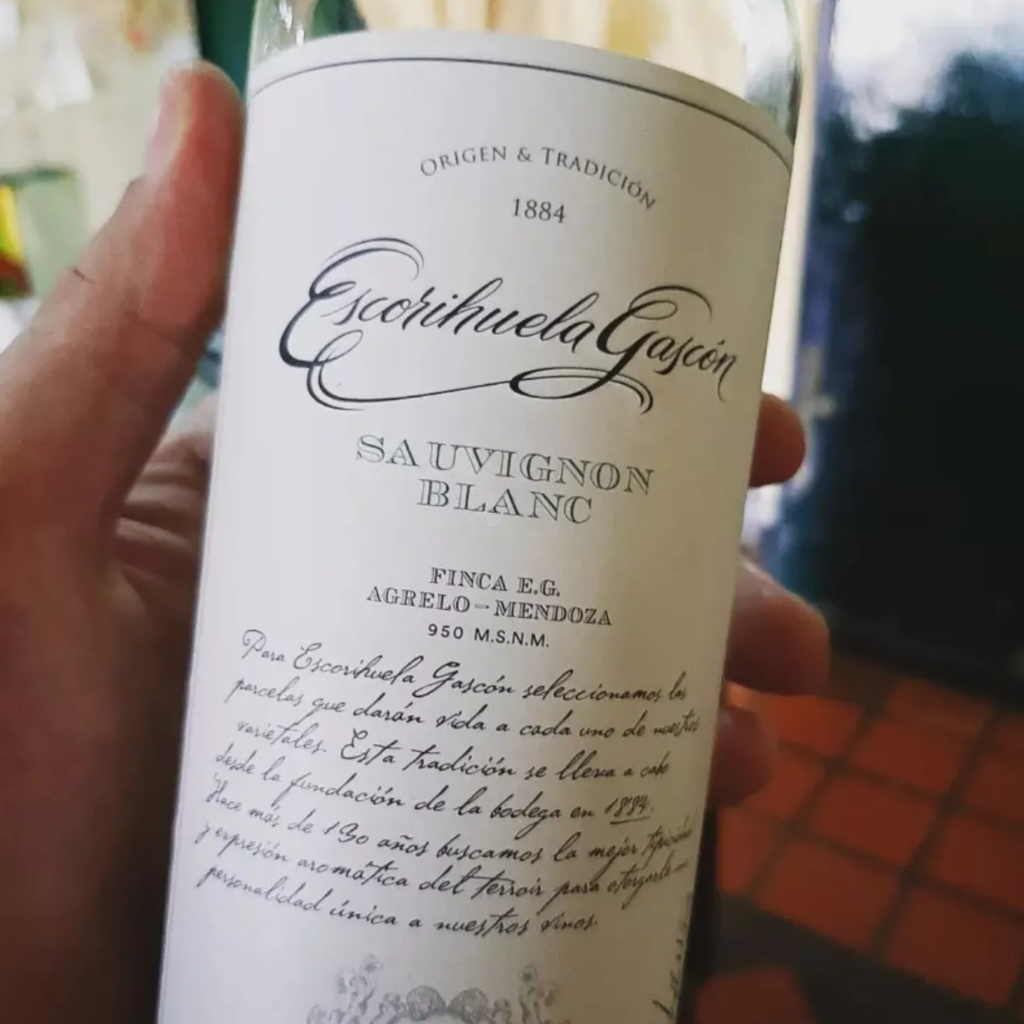 ORIGEN & TRADICIÓN
1884
Escorihuela Gascón
SAUVIGNON
BLANC
FINCA E.G.
AGRELO-MENDOZA
950 M.S.N.M.
Para Escorihuela Gascón seleccionamos las
parcelas que darán vida a cada uno de nuestros
varietales. Esta tradición se lleva a cabo
desde la fundación de la bodega en 1884.
Hace más de 130 años buscamos la mejor
y expresión aromática del terroir para otorgarle
personalidad única a nuestros vinos.